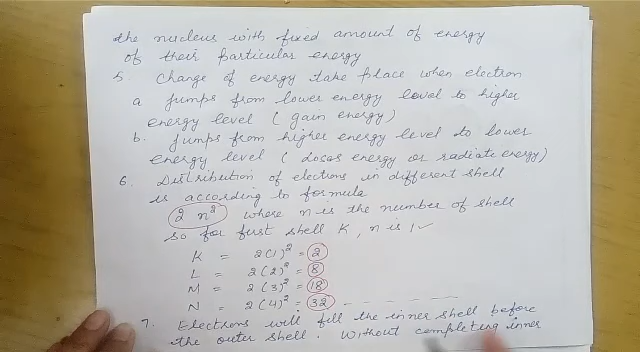 the nucleus with fixed amount of energy
of their particular energy
5. Change of energy take place when electron
a jumps from lower energy level to higher
energy level ( gain energy)
b. jumps from higher energy level to lower
energy level ( loses energy or radiate energy)
6. Distribution of electrons in different shell
is according to formula
2 n² where n is the number of shell
so for first shell K, n is 1 ✓
K = 2(1)² = 2
L = 2(2)² = 8
M = 2(3)² = 18
N = 2(4)² = 32 - - - - - - - -
7. Electrons will fill the inner shell before
the outer shell. Without completing inner